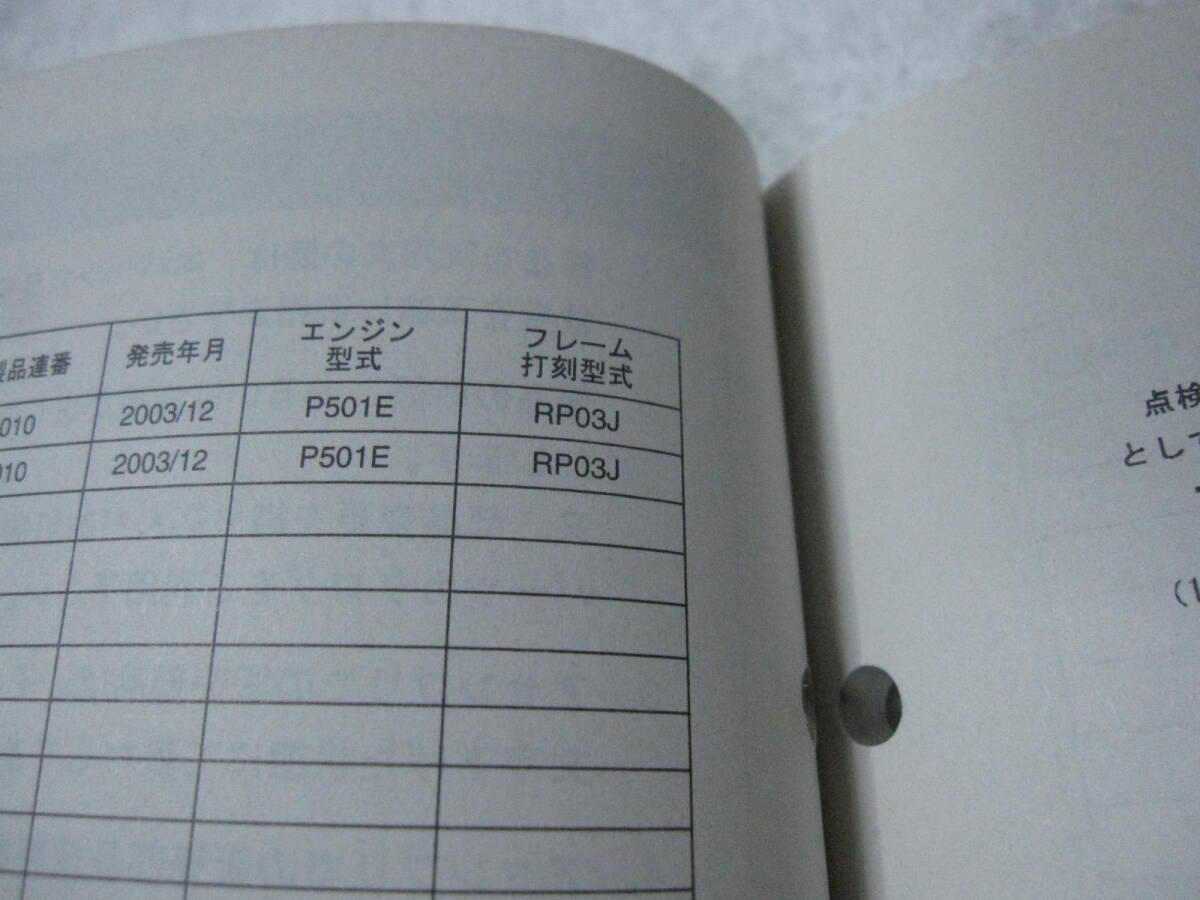 製品連番 発売年月 エンジン型式 フレーム打刻型式
010 2003/12 P501E RP03J
010 2003/12 P501E RP03J
点検
として
(1